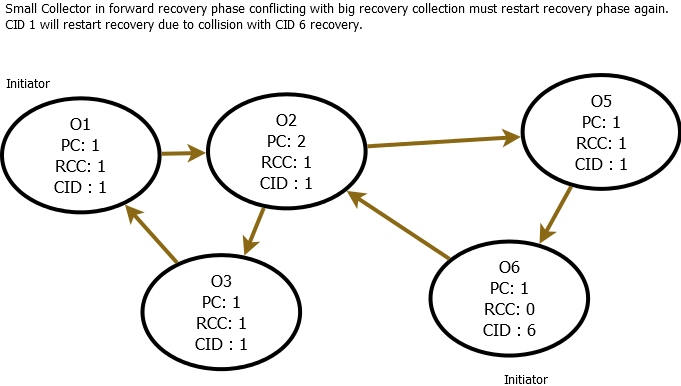 Small Collector in forward recovery phase conflicting with big recovery collection must restart recovery phase again.
CID 1 will restart recovery due to collision with CID 6 recovery.
Initiator
O1
PC: 1
RCC: 1
CID : 1
O2
PC: 2
RCC: 1
CID : 1
O5
PC: 1
RCC: 1
CID : 1
O3
PC: 1
RCC: 1
CID : 1
O6
PC: 1
RCC: 0
CID : 6
Initiator